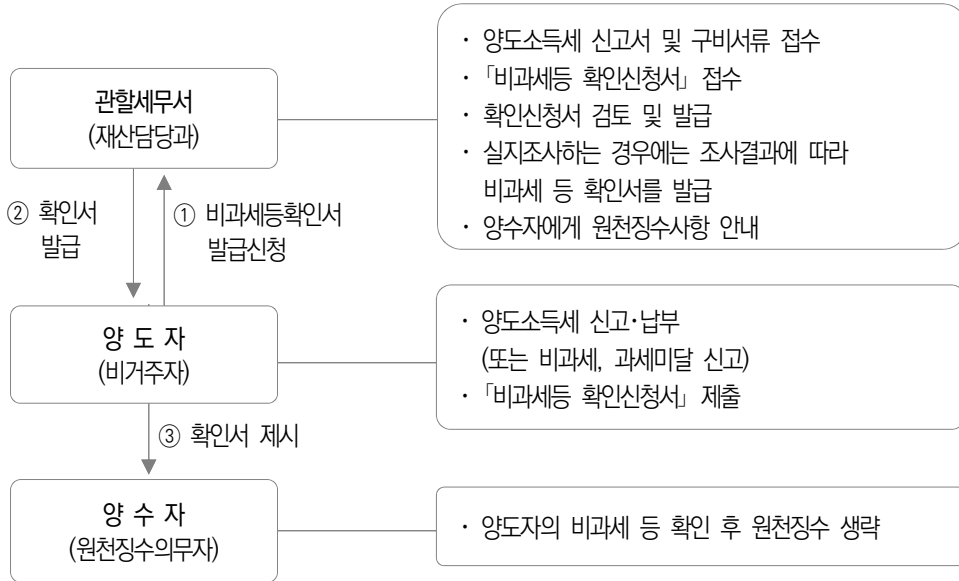 관할세무서
(재산담당과)
· 양도소득세 신고서 및 구비서류 접수
· 「비과세등 확인신청서」 접수
· 확인신청서 검토 및 발급
· 실지조사하는 경우에는 조사결과에 따라
비과세 등 확인서를 발급
· 양수자에게 원천징수사항 안내
② 확인서
발급
① 비과세등확인서
발급신청
양 도 자
(비거주자)
· 양도소득세 신고·납부
(또는 비과세, 과세미달 신고)
· 「비과세등 확인신청서」 제출
③ 확인서 제시
양 수 자
(원천징수의무자)
· 양도자의 비과세 등 확인 후 원천징수 생략